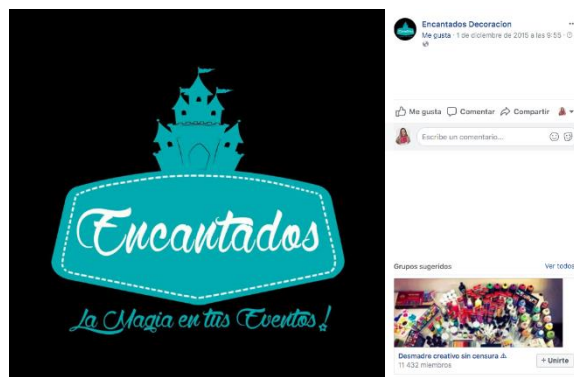 Encantados
La Magia en tus Eventos!
Encantados Decoracion
Me gusta · 1 de diciembre de 2015 a las 9:55 ·
Me gusta Comentar Compartir
Escribe un comentario...
Grupos sugeridos Ver todos
Desmadre creativo sin censura
11 432 miembros
+ Unirte